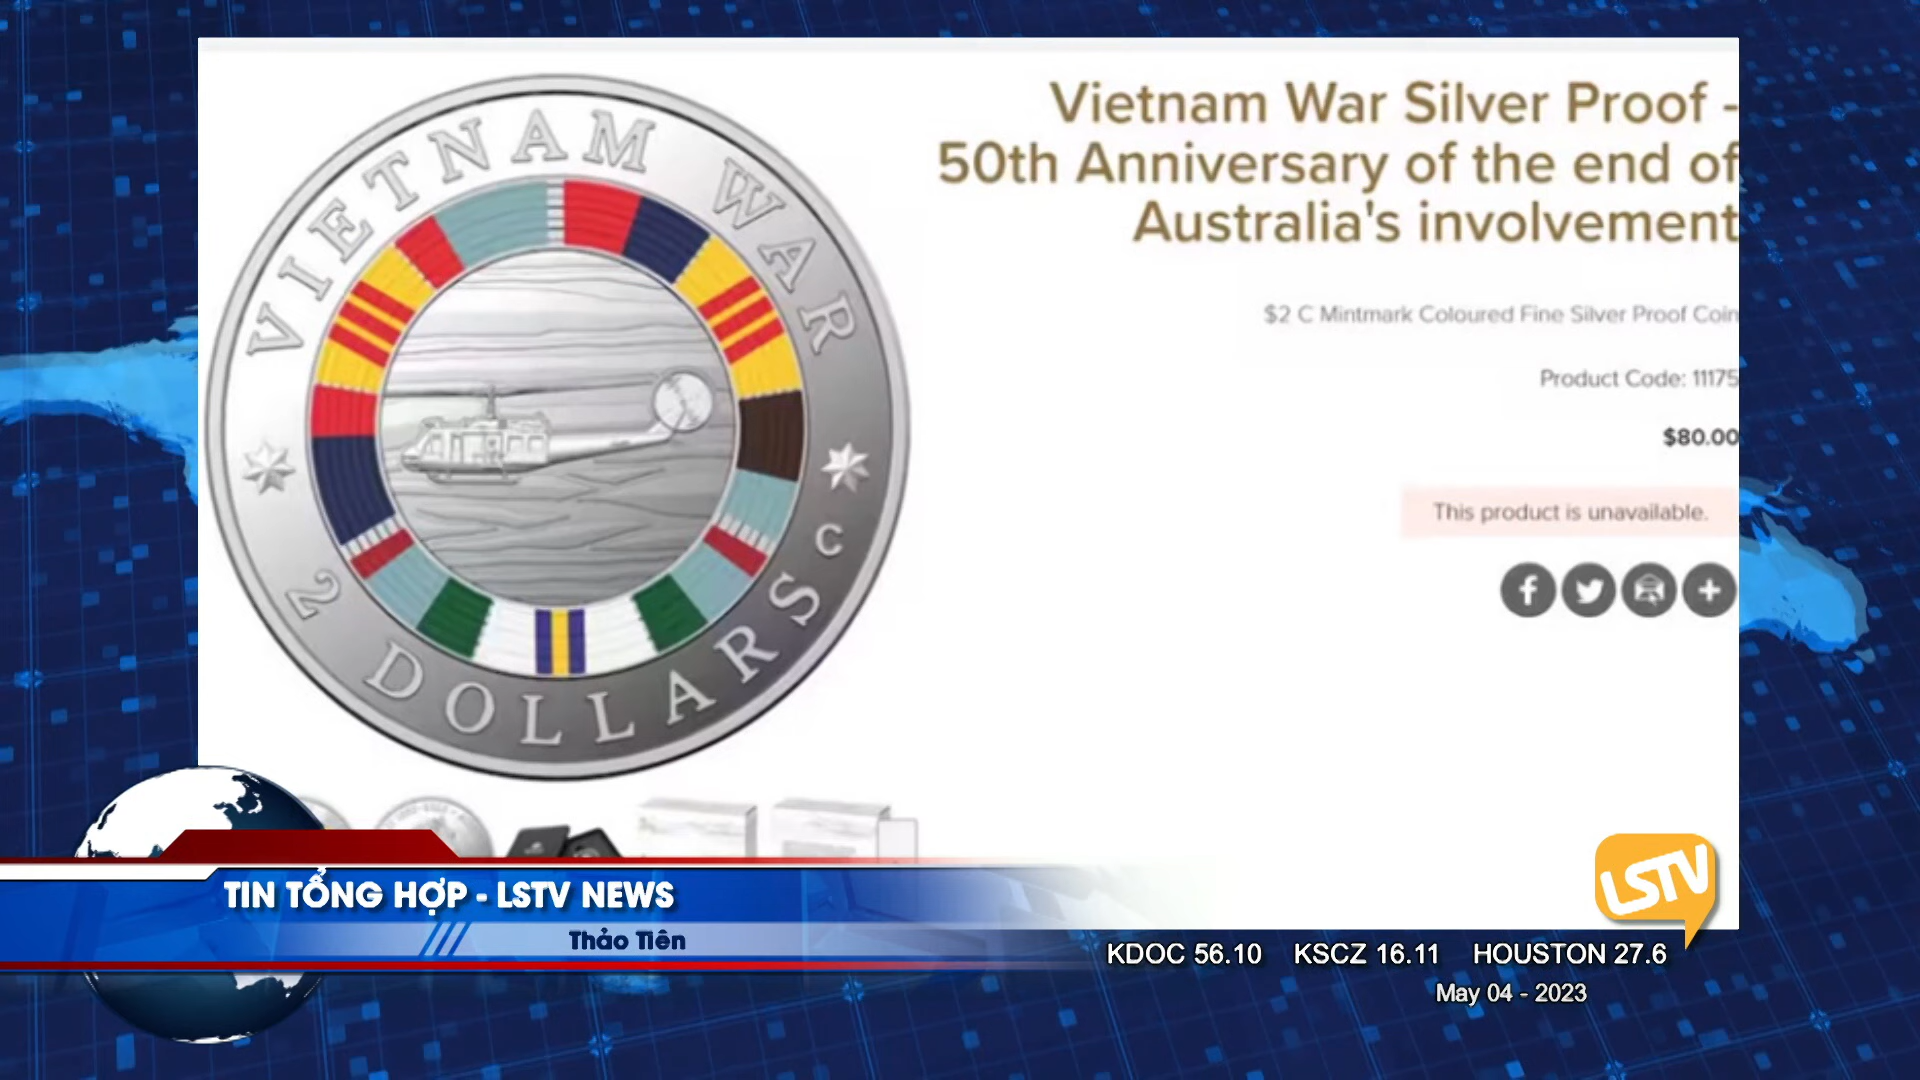 VIETNAM WAR
2 DOLLARS
C
Vietnam War Silver Proof -
50th Anniversary of the end of
Australia's involvement
$2 C Mintmark Coloured Fine Silver Proof Coin
Product Code: 11175
$80.00
This product is unavailable.
TIN TỔNG HỢP - LSTV NEWS
Thảo Tiên
LSTV
KDOC 56.10 KSCZ 16.11 HOUSTON 27.6
May 04 - 2023